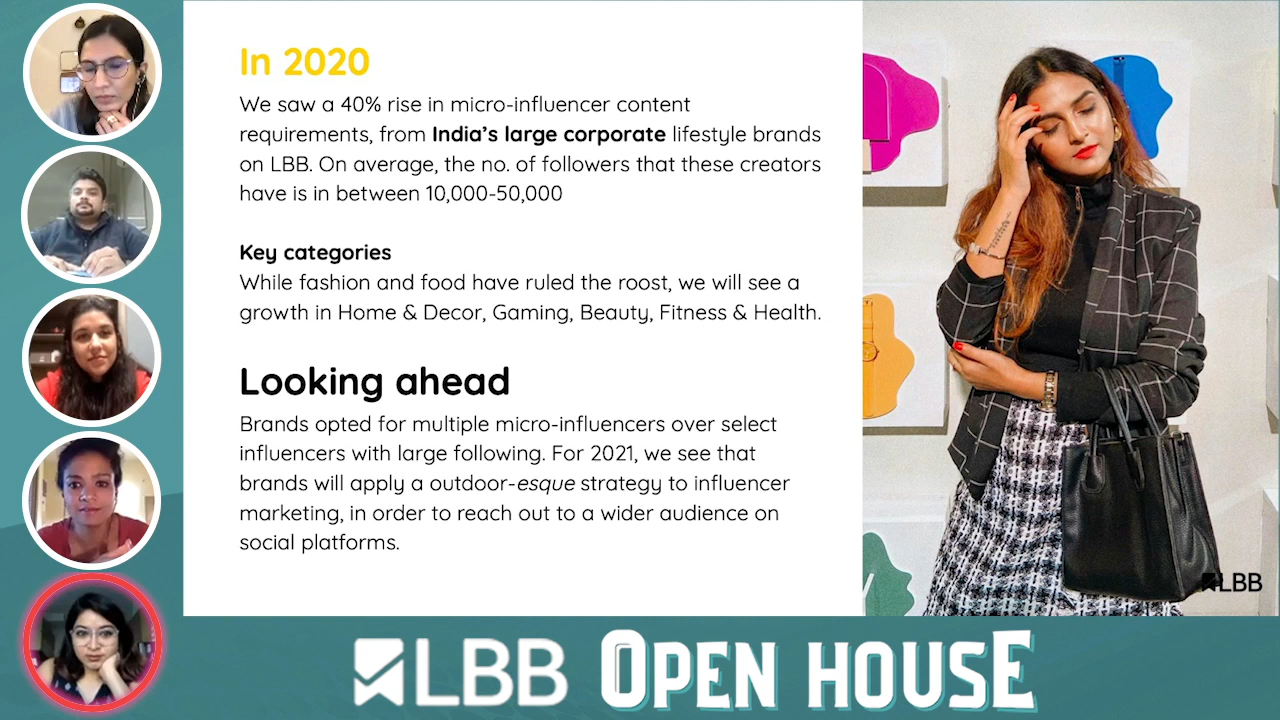 In 2020
We saw a 40% rise in micro-influencer content
requirements, from India's large corporate lifestyle brands
on LBB. On average, the no. of followers that these creators
have is in between 10,000-50,000
Key categories
While fashion and food have ruled the roost, we will see a
growth in Home & Decor, Gaming, Beauty, Fitness & Health.
Looking ahead
Brands opted for multiple micro-influencers over select
influencers with large following. For 2021, we see that
brands will apply a outdoor-esque strategy to influencer
marketing, in order to reach out to a wider audience on
social platforms.
LBB
LBB OPEN HOUSE